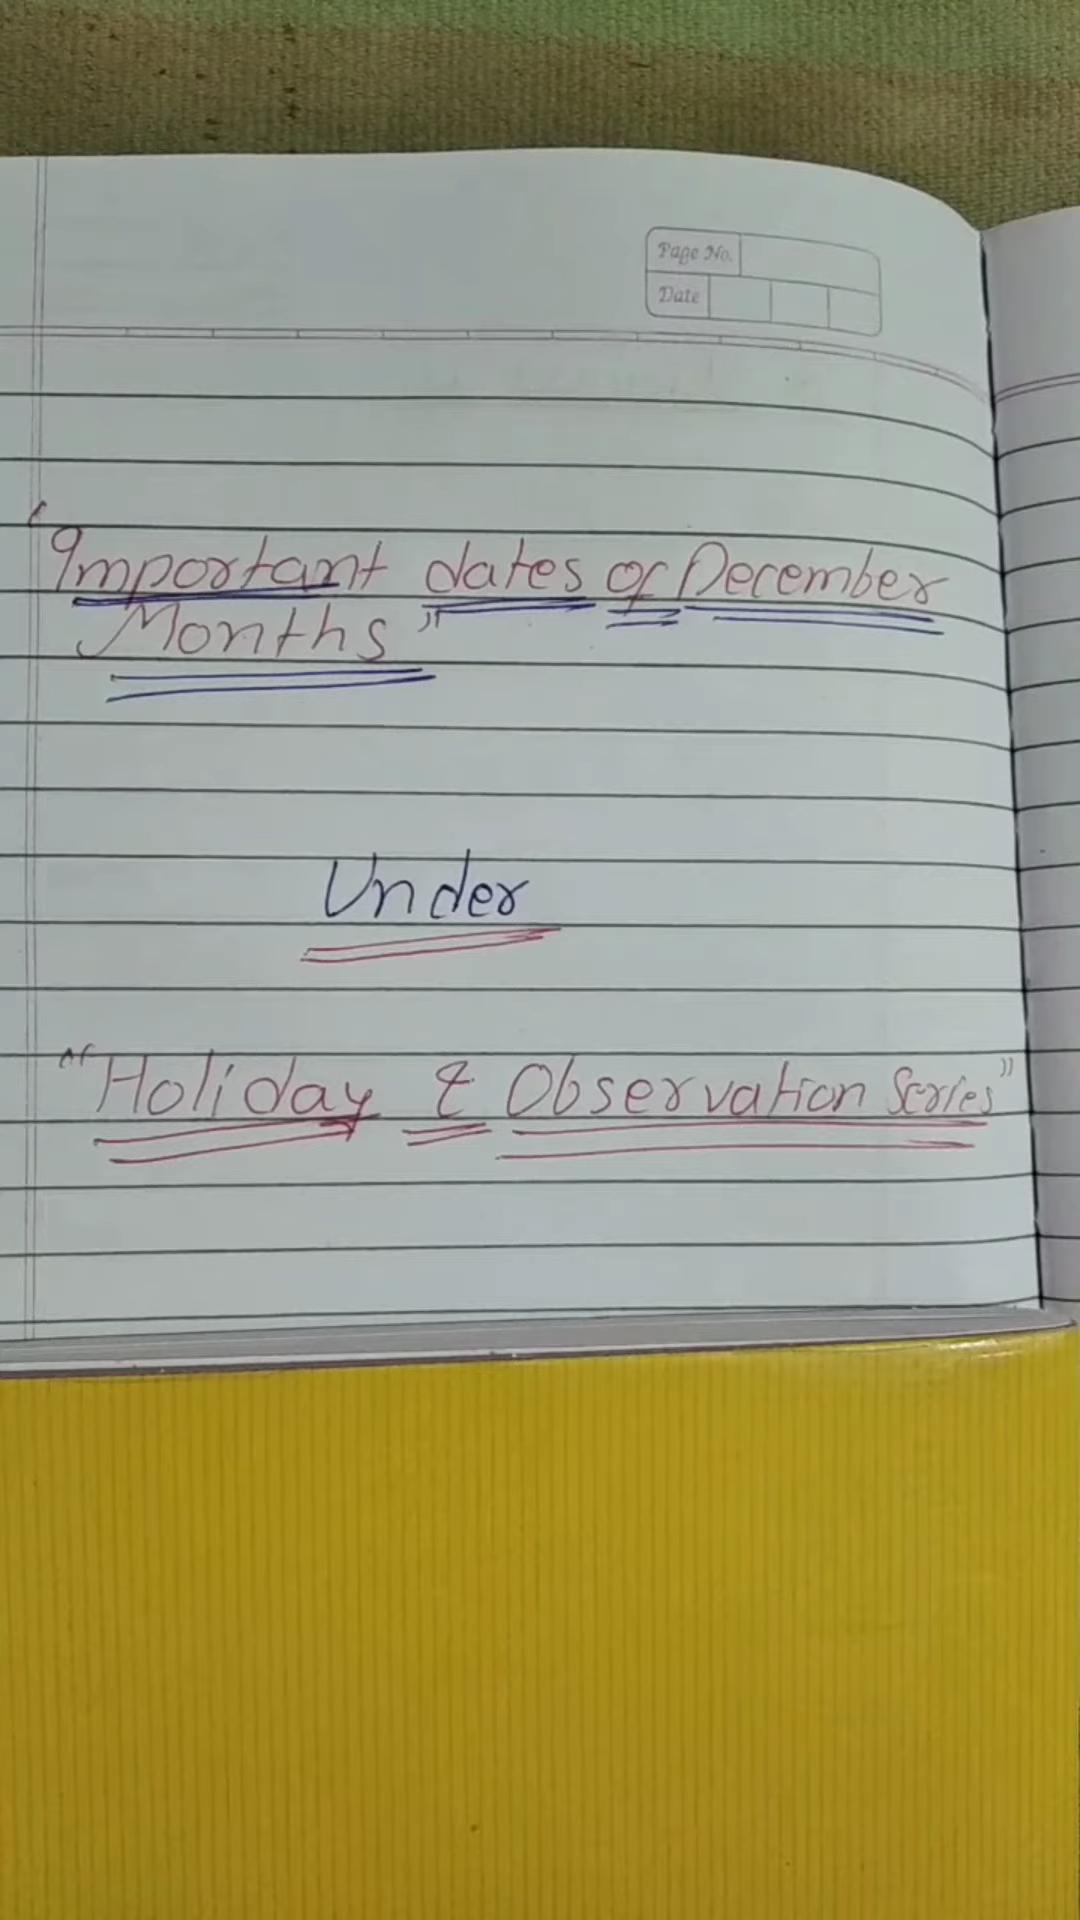 Page No.
Date
"Important dates of December
Months"
Under
"Holiday & Observation Series"